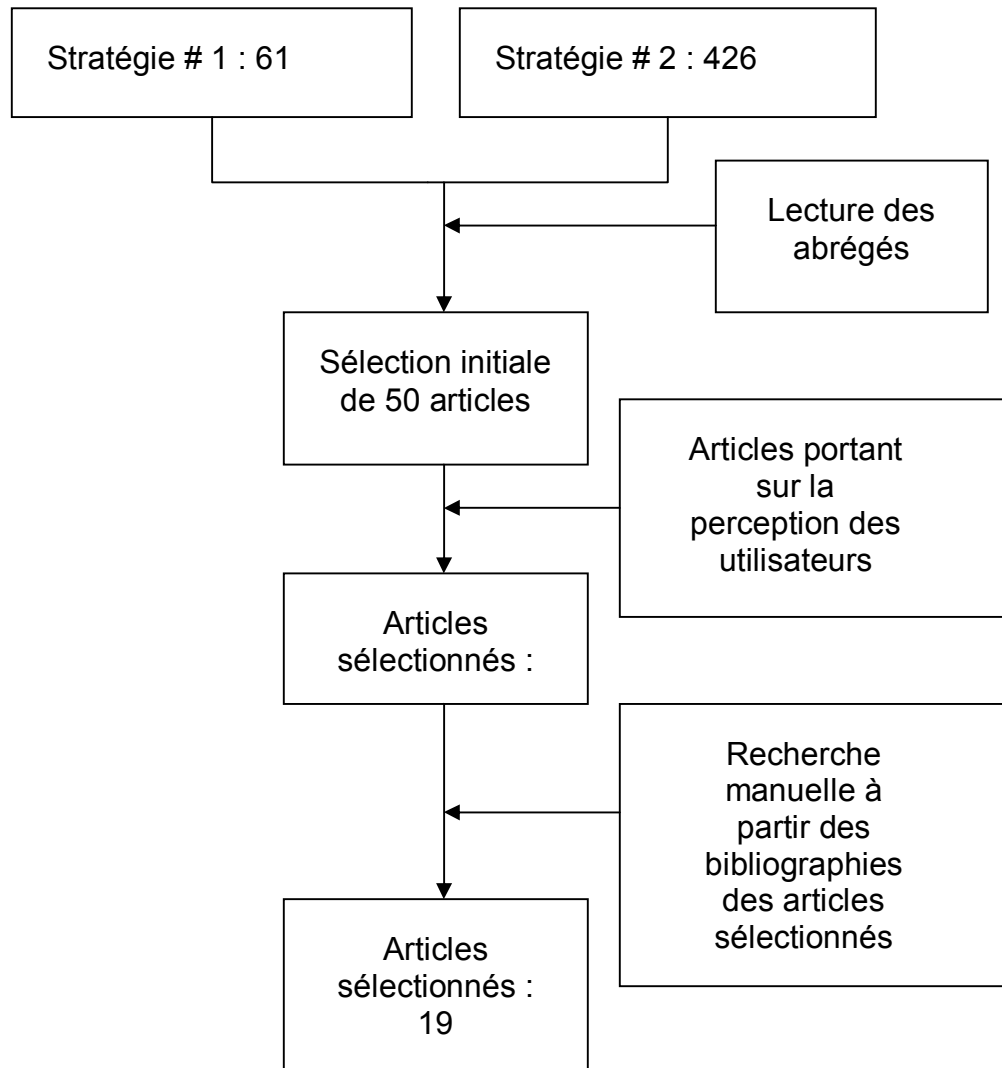 Stratégie # 1 : 61
Stratégie # 2 : 426
Lecture des
abrégés
Sélection initiale
de 50 articles
Articles portant
sur la
perception des
utilisateurs
Articles
sélectionnés :
Recherche
manuelle à
partir des
bibliographies
des articles
sélectionnés
Articles
sélectionnés :
19